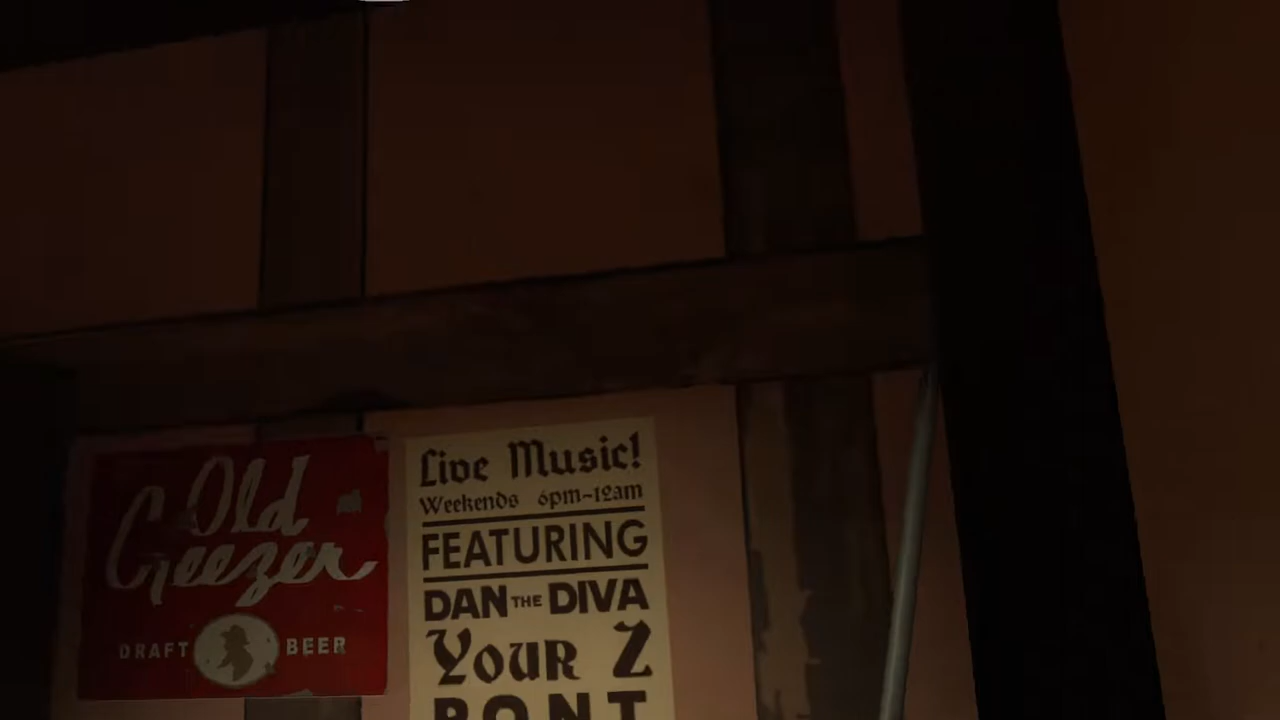 Old
Geezer
DRAFT BEER
Live Music!
Weekends 6pm-12am
FEATURING
DAN THE DIVA
Your Z